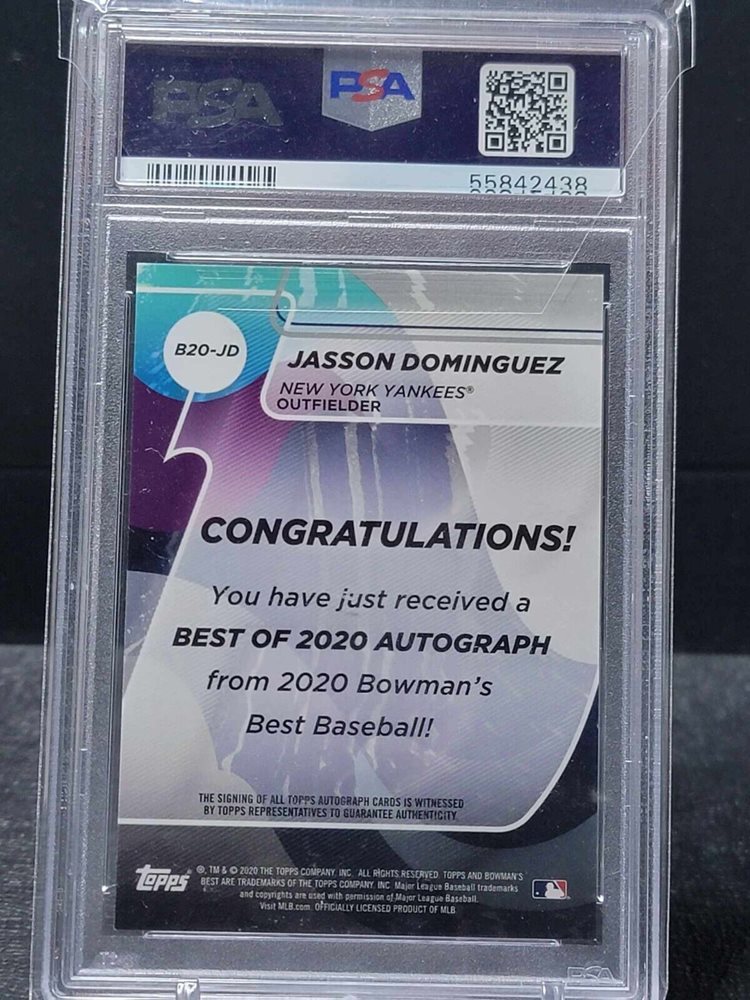 PSA
PSA
55842438
B20-JD
JASSON DOMINGUEZ
NEW YORK YANKEES®
OUTFIELDER
CONGRATULATIONS!
You have just received a
BEST OF 2020 AUTOGRAPH
from 2020 Bowman's
Best Baseball!
THE SIGNING OF ALL TOPPS AUTOGRAPH CARDS IS WITNESSED
BY TOPPS REPRESENTATIVES TO GUARANTEE AUTHENTICITY.
topps
®, TM & © 2020 THE TOPPS COMPANY, INC. ALL RIGHTS RESERVED. TOPPS AND BOWMAN'S
BEST ARE TRADEMARKS OF THE TOPPS COMPANY, INC. Major League Baseball trademarks
and copyrights are used with permission of Major League Baseball.
Visit MLB.com. OFFICIALLY LICENSED PRODUCT OF MLB.
PSA